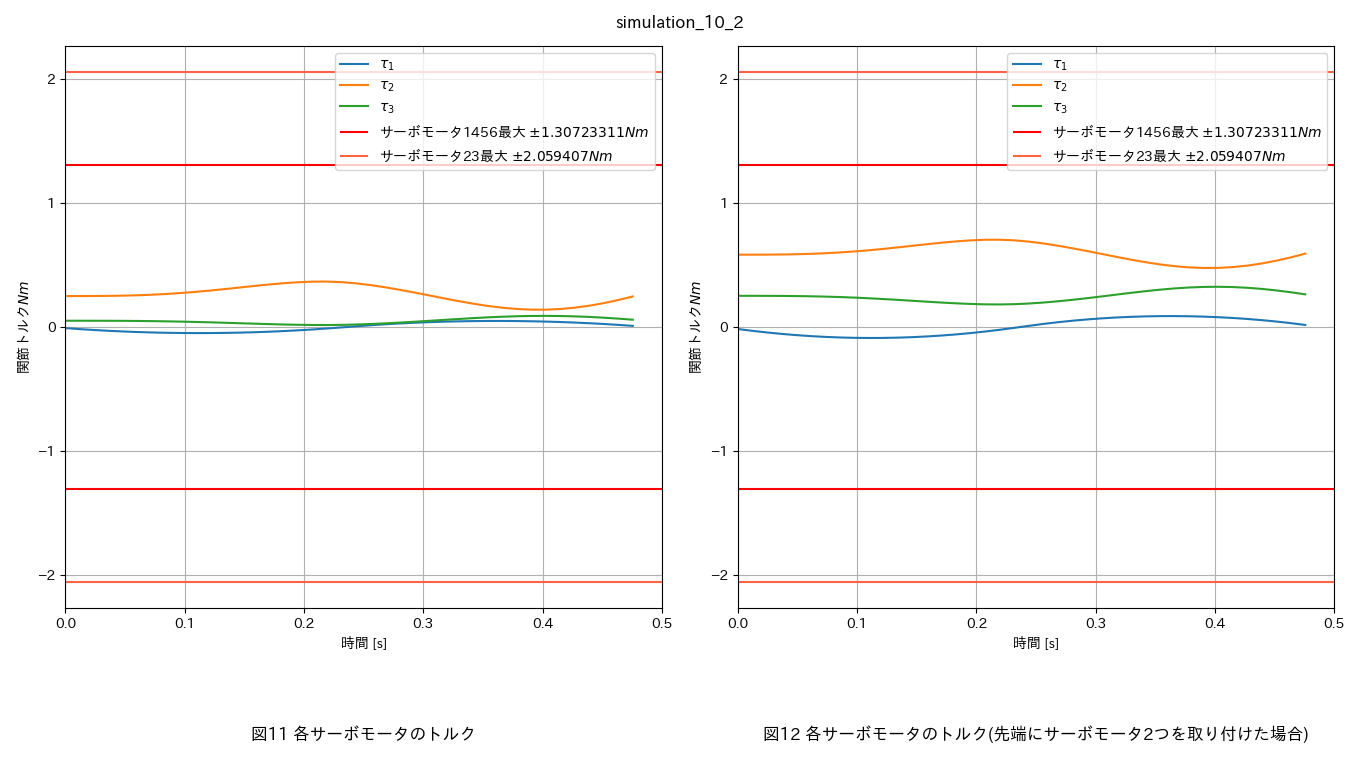 simulation_10_2
τ1
τ2
τ3
サーボモータ1456最大 ±1.30723311Nm
サーボモータ23最大 ±2.059407Nm
関節トルクNm
2
1
0
−1
−2
0.0 0.1 0.2 0.3 0.4 0.5
時間 [s]
図11 各サーボモータのトルク
τ1
τ2
τ3
サーボモータ1456最大 ±1.30723311Nm
サーボモータ23最大 ±2.059407Nm
関節トルクNm
2
1
0
−1
−2
0.0 0.1 0.2 0.3 0.4 0.5
時間 [s]
図12 各サーボモータのトルク(先端にサーボモータ2つを取り付けた場合)